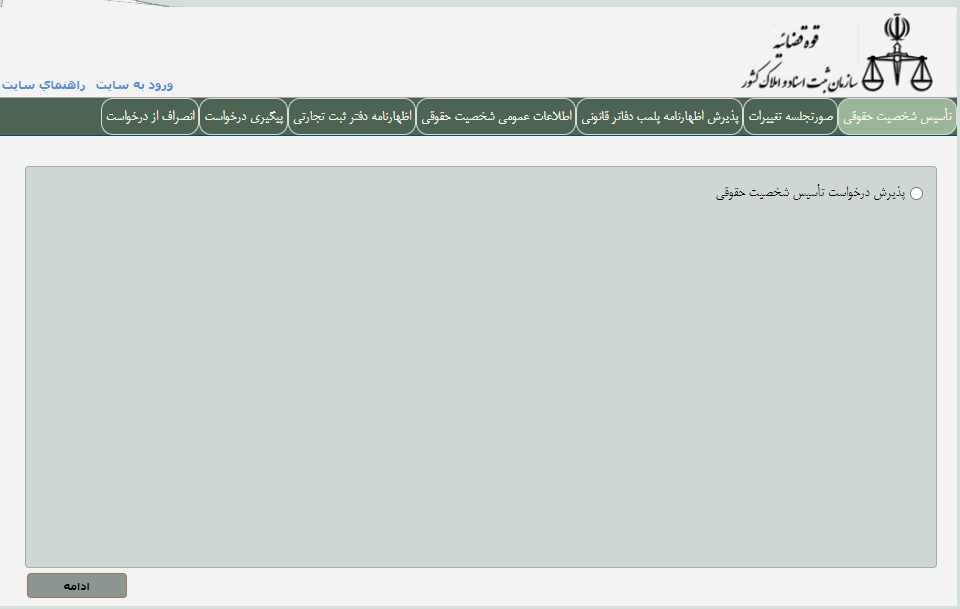 قوه قضائیه
سازمان ثبت اسناد و املاک کشور
ورود به سایت راهنماي سایت
تأسیس شخصیت حقوقی صورتجلسه تغییرات پذیرش اظهارنامه پلمب دفاتر قانونی اطلاعات عمومی شخصیت حقوقی اظهارنامه دفتر ثبت تجارتی پیگیری درخواست انصراف از درخواست
پذیرش درخواست تأسیس شخصیت حقوقی
ادامه